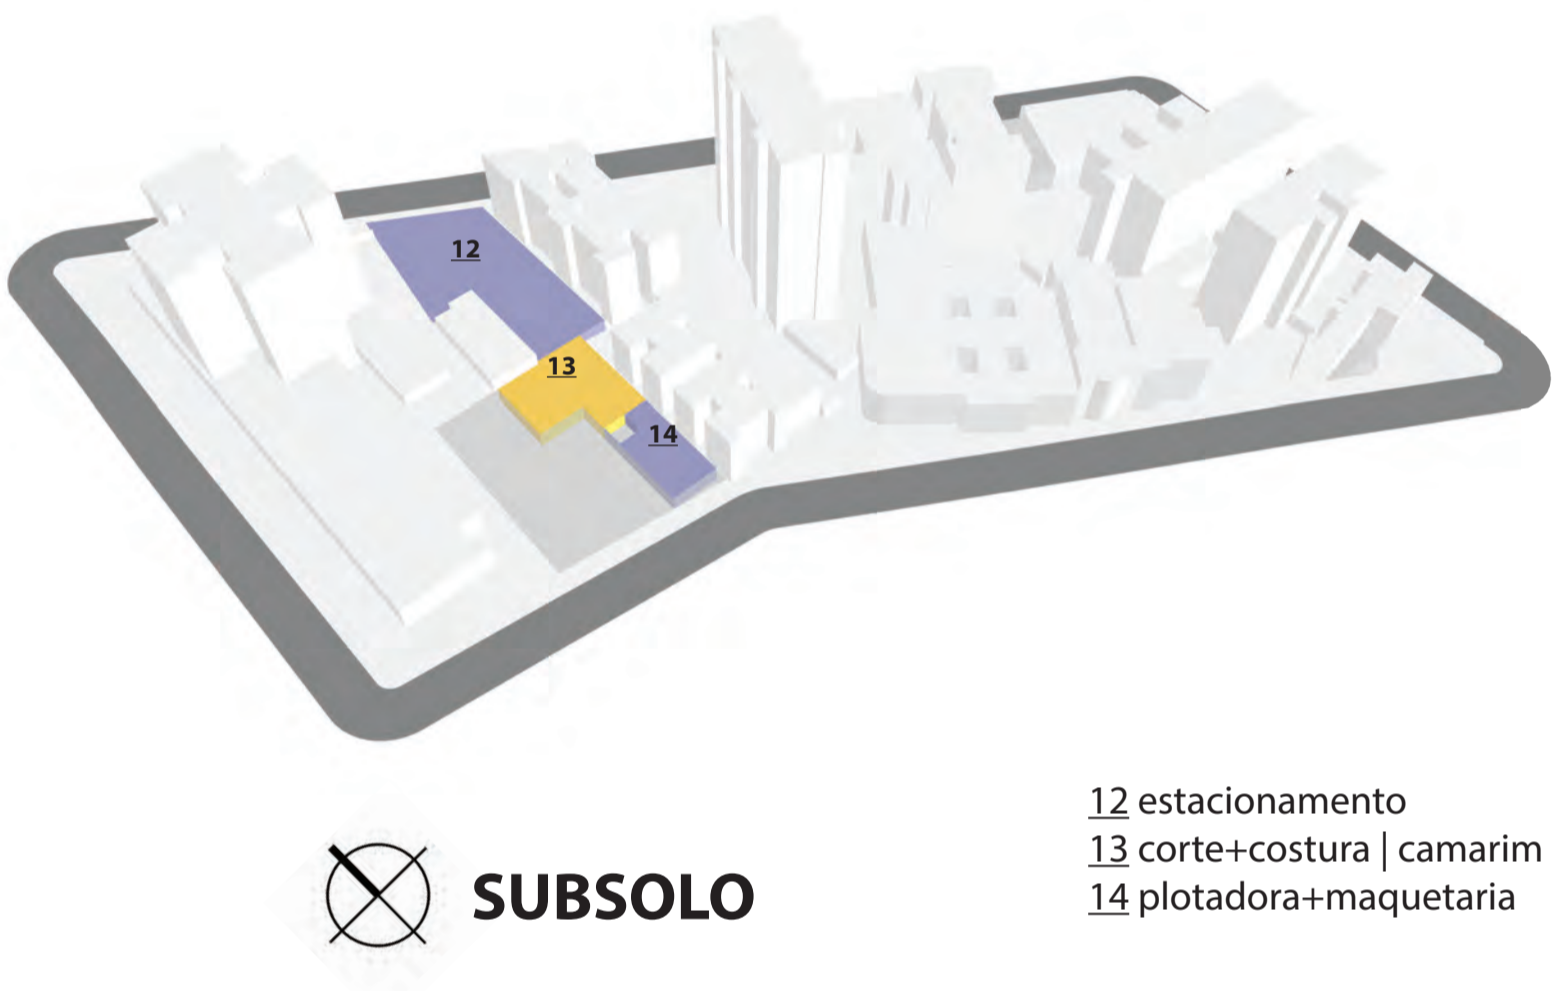 12
13
14
SUBSOLO
12 estacionamento
13 corte+costura | camarim
14 plotadora+maquetaria